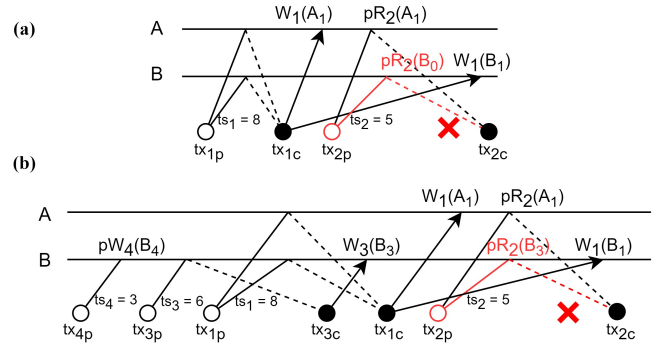 (a)
A
W₁(A₁)
pR₂(A₁)
B
pR₂(B₀)
W₁(B₁)
ts₁ = 8
ts₂ = 5
tx₁ₚ
tx₁c
tx₂ₚ
tx₂c
(b)
A
W₁(A₁)
pR₂(A₁)
B
pW₄(B₄)
W₃(B₃)
pR₂(B₃)
W₁(B₁)
ts₄ = 3
ts₃ = 6
ts₁ = 8
ts₂ = 5
tx₄ₚ
tx₃ₚ
tx₁ₚ
tx₃c
tx₁c
tx₂ₚ
tx₂c